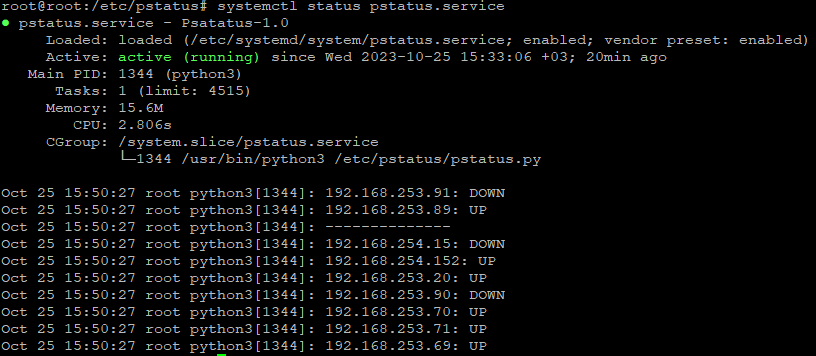 root@root:/etc/pstatus# systemctl status pstatus.service
● pstatus.service - Psatatus-1.0
Loaded: loaded (/etc/systemd/system/pstatus.service; enabled; vendor preset: enabled)
Active: active (running) since Wed 2023-10-25 15:33:06 +03; 20min ago
Main PID: 1344 (python3)
Tasks: 1 (limit: 4515)
Memory: 15.6M
CPU: 2.806s
CGroup: /system.slice/pstatus.service
└─1344 /usr/bin/python3 /etc/pstatus/pstatus.py
Oct 25 15:50:27 root python3[1344]: 192.168.253.91: DOWN
Oct 25 15:50:27 root python3[1344]: 192.168.253.89: UP
Oct 25 15:50:27 root python3[1344]: --------------
Oct 25 15:50:27 root python3[1344]: 192.168.254.15: DOWN
Oct 25 15:50:27 root python3[1344]: 192.168.254.152: UP
Oct 25 15:50:27 root python3[1344]: 192.168.253.20: UP
Oct 25 15:50:27 root python3[1344]: 192.168.253.90: DOWN
Oct 25 15:50:27 root python3[1344]: 192.168.253.70: UP
Oct 25 15:50:27 root python3[1344]: 192.168.253.71: UP
Oct 25 15:50:27 root python3[1344]: 192.168.253.69: UP